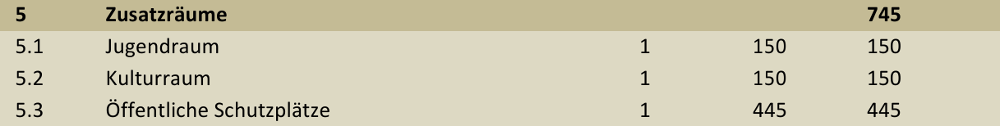 5 Zusatzräume 745
5.1 Jugendraum 1 150 150
5.2 Kulturraum 1 150 150
5.3 Öffentliche Schutzplätze 1 445 445